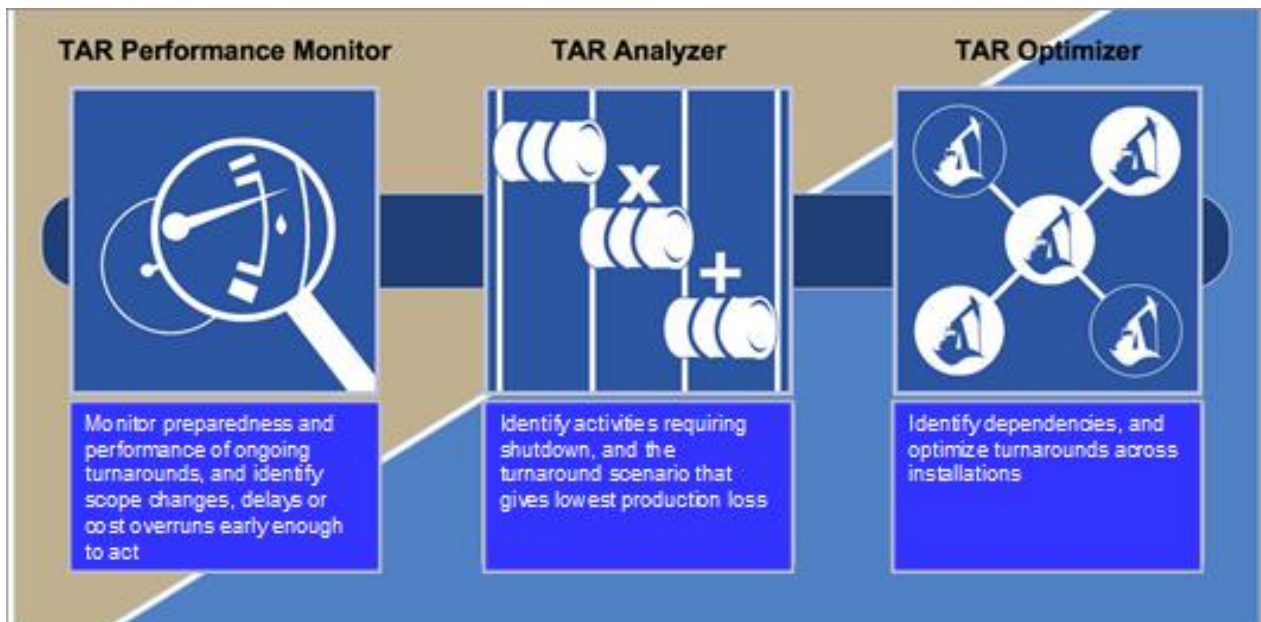 TAR Performance Monitor
TAR Analyzer
TAR Optimizer
x
+
Monitor preparedness and
performance of ongoing
turnarounds, and identify
scope changes, delays or
cost overruns early enough
to act
Identify activities requiring
shutdown, and the
turnaround scenario that
gives lowest production loss
Identify dependencies, and
optimize turnarounds across
installations